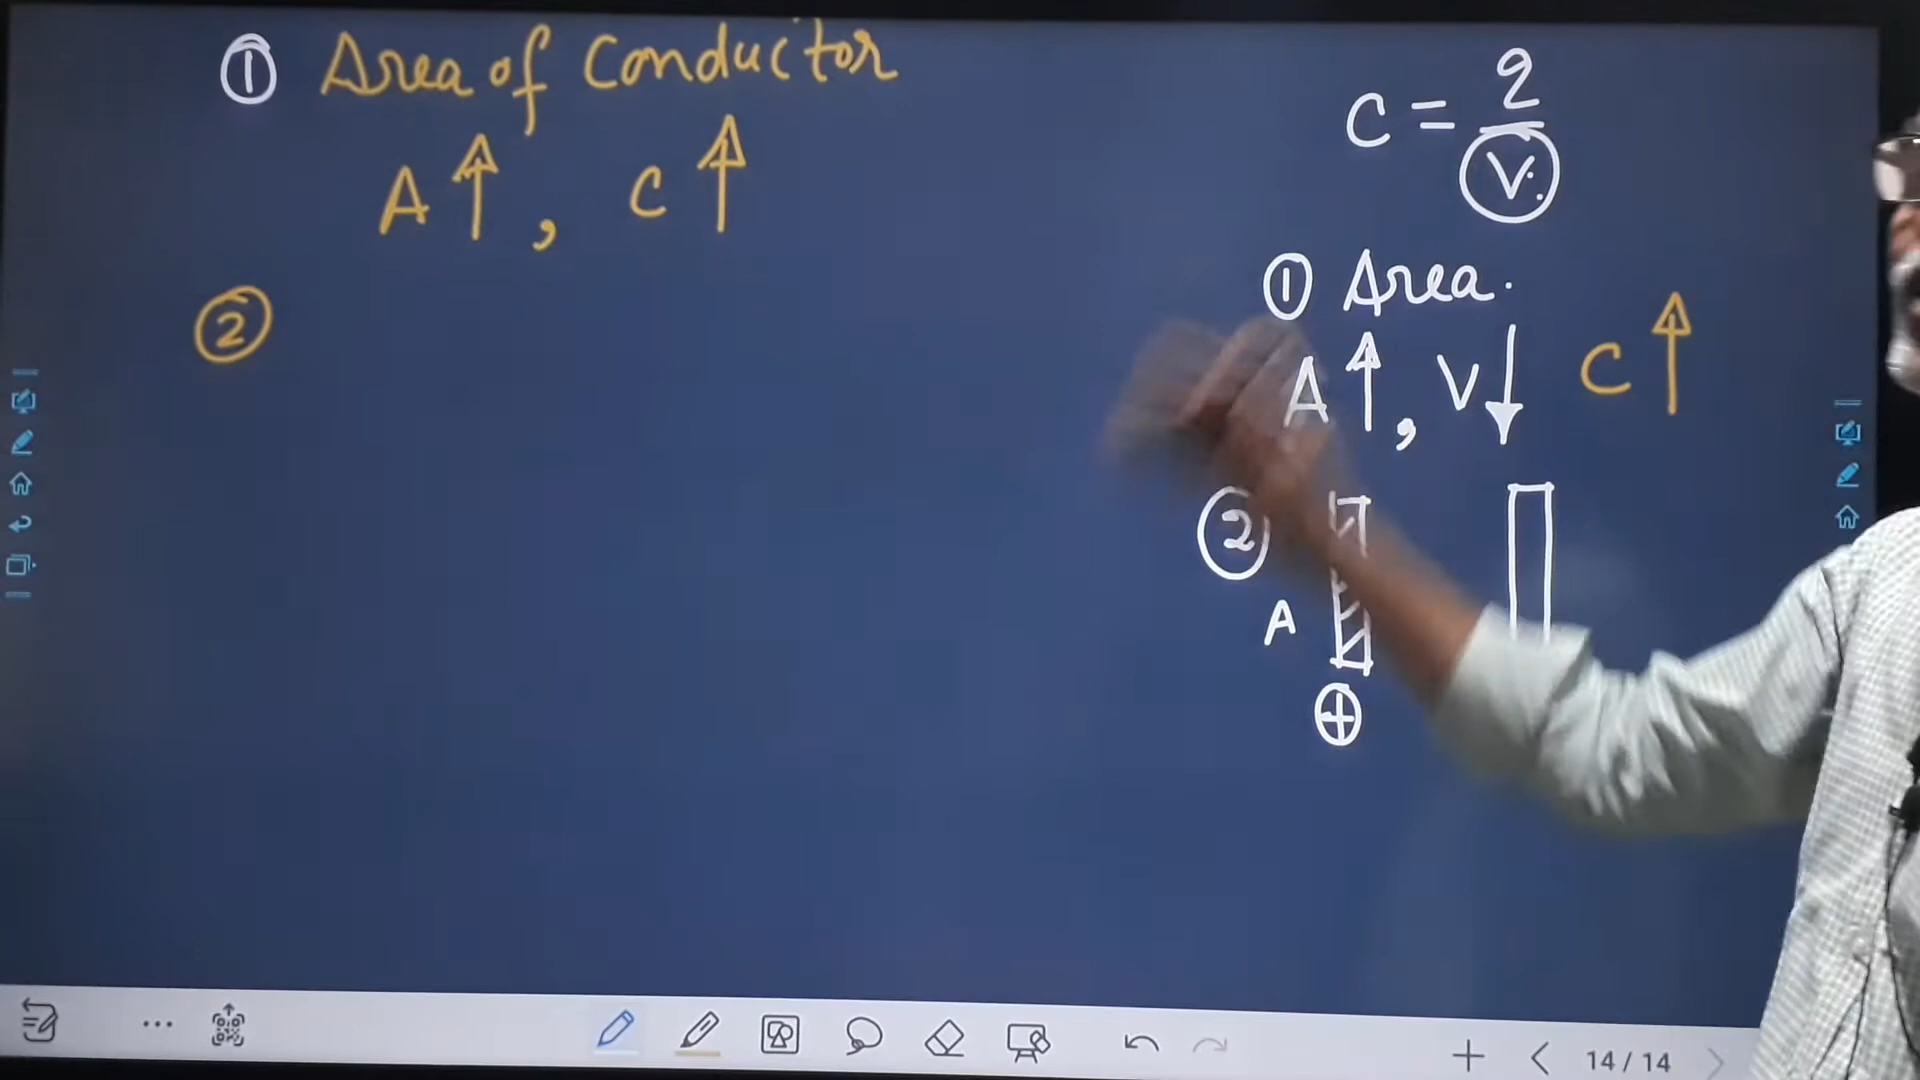 ① Area of Conductor
A ↑ , C ↑
②
C = q / V
① Area.
A ↑ , V ↓ C ↑
②
A
⊕
14 / 14